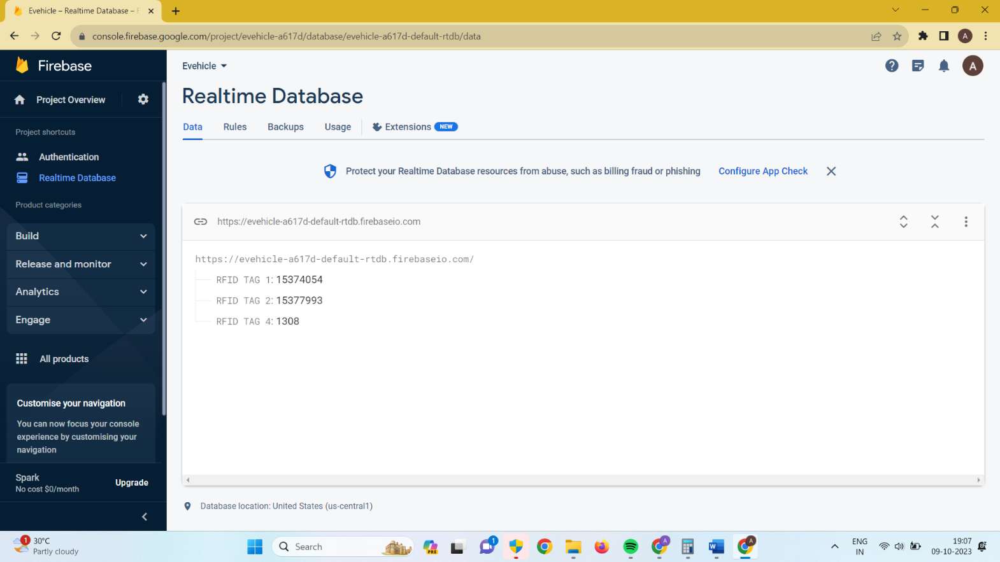 Evehicle – Realtime Database – F
console.firebase.google.com/project/evehicle-a617d/database/evehicle-a617d-default-rtdb/data
A
Firebase
Evehicle
A
Project Overview
Realtime Database
Project shortcuts
Data Rules Backups Usage Extensions NEW
Authentication
Realtime Database
Protect your Realtime Database resources from abuse, such as billing fraud or phishing Configure App Check
Product categories
Build
Release and monitor
Analytics
Engage
All products
https://evehicle-a617d-default-rtdb.firebaseio.com
https://evehicle-a617d-default-rtdb.firebaseio.com/
RFID TAG 1: 15374054
RFID TAG 2: 15377993
RFID TAG 4: 1308
Customise your navigation
You can now focus your console
experience by customising your
navigation
Spark
No cost $0/month
Upgrade
Database location: United States (us-central1)
1
30°C
Partly cloudy
Search
PRE
1
A
W
A
ENG
IN
19:07
09-10-2023